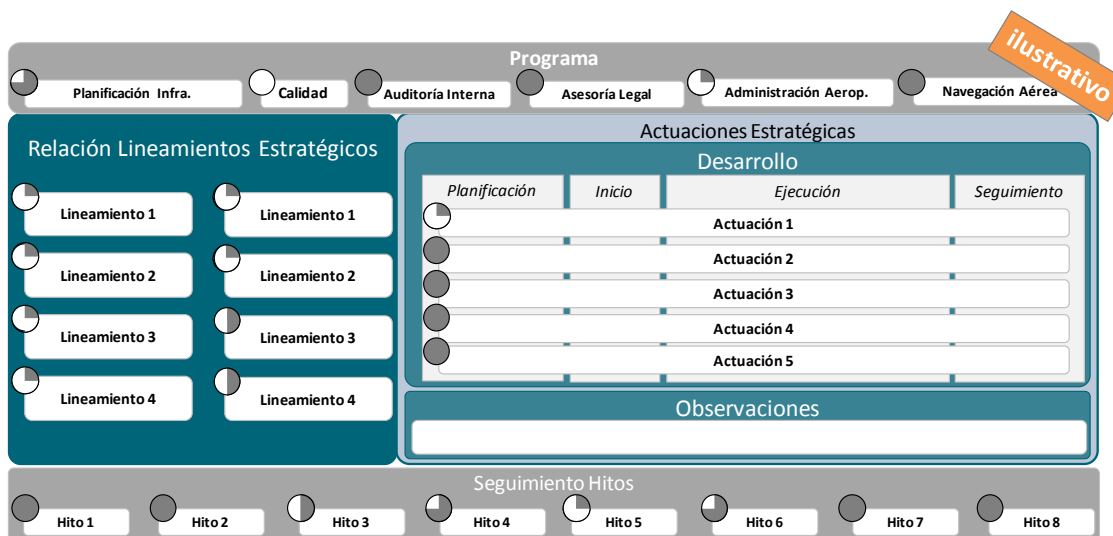 ilustrativo
Programa
Planificación Infra.
Calidad
Auditoría Interna
Asesoría Legal
Administración Aerop.
Navegación Aérea
Relación Lineamientos Estratégicos
Lineamiento 1
Lineamiento 1
Lineamiento 2
Lineamiento 2
Lineamiento 3
Lineamiento 3
Lineamiento 4
Lineamiento 4
Actuaciones Estratégicas
Desarrollo
Planificación
Inicio
Ejecución
Seguimiento
Actuación 1
Actuación 2
Actuación 3
Actuación 4
Actuación 5
Observaciones
Seguimiento Hitos
Hito 1
Hito 2
Hito 3
Hito 4
Hito 5
Hito 6
Hito 7
Hito 8